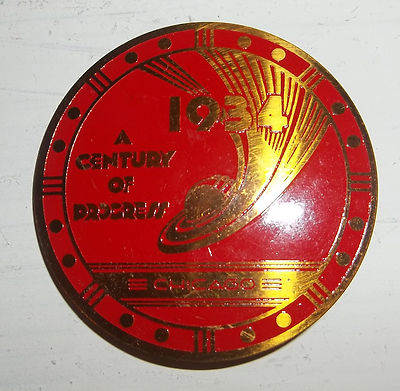 1934
A
CENTURY
OF
PROGRESS
CHICAGO